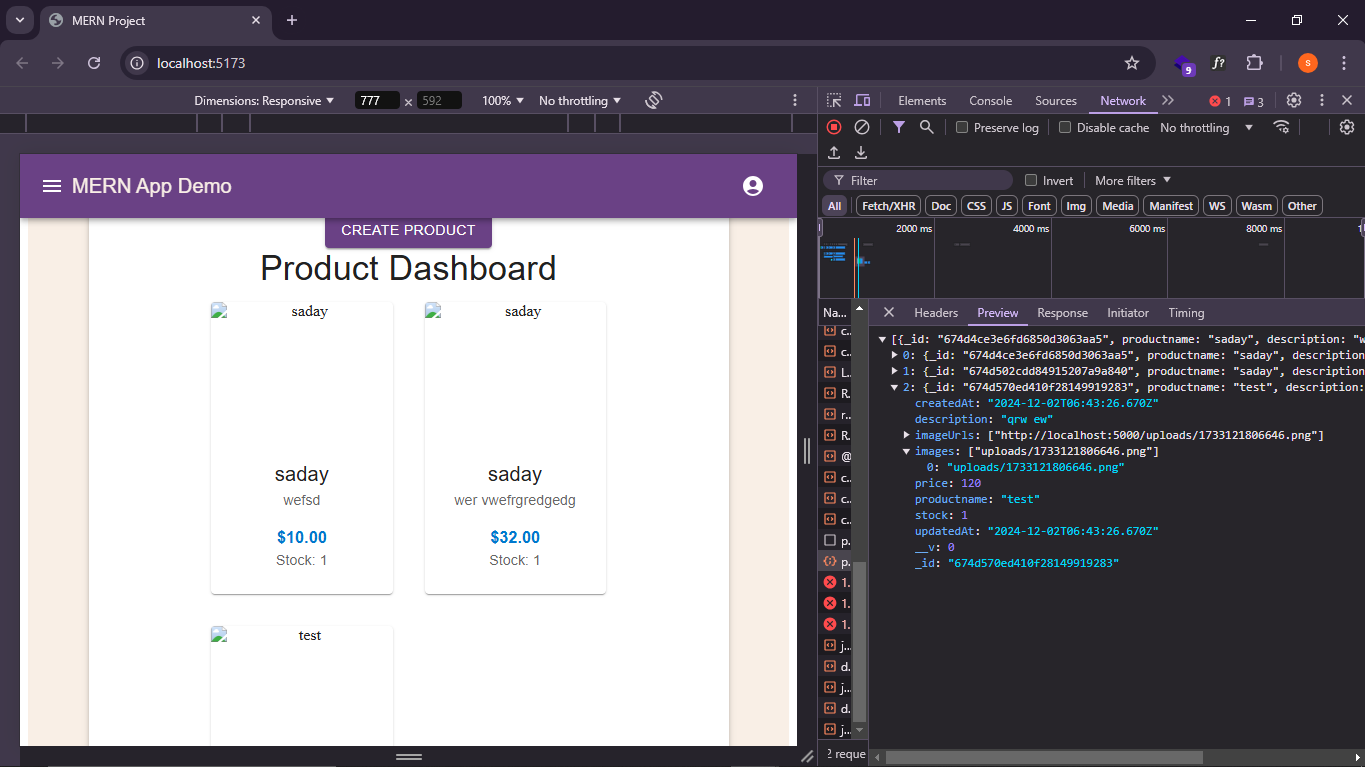 MERN Project
localhost:5173
9
f?
S
Dimensions: Responsive
777 × 592
100%
No throttling
MERN App Demo
CREATE PRODUCT
Product Dashboard
saday
saday
saday
wefsd
$10.00
Stock: 1
saday
wer vwefrgredgedg
$32.00
Stock: 1
test
Elements Console Sources Network
1
3
Preserve log Disable cache No throttling
Filter Invert More filters
All Fetch/XHR Doc CSS JS Font Img Media Manifest WS Wasm Other
2000 ms 4000 ms 6000 ms 8000 ms
Na...
c...
c...
L...
R...
r...
R...
@
c...
c...
c...
p.
p.
1.
1.
1.
j...
d...
j...
d...
j...
2 reque
Headers Preview Response Initiator Timing
[{_id: "674d4ce3e6fd6850d3063aa5", productname: "saday", description: "w
0: {_id: "674d4ce3e6fd6850d3063aa5", productname: "saday", description
1: {_id: "674d502cdd84915207a9a840", productname: "saday", description
2: {_id: "674d570ed410f28149919283", productname: "test", description:
createdAt: "2024-12-02T06:43:26.670Z"
description: "qrw ew"
imageUrls: ["http://localhost:5000/uploads/1733121806646.png"]
images: ["uploads/1733121806646.png"]
0: "uploads/1733121806646.png"
price: 120
productname: "test"
stock: 1
updatedAt: "2024-12-02T06:43:26.670Z"
__v: 0
_id: "674d570ed410f28149919283"